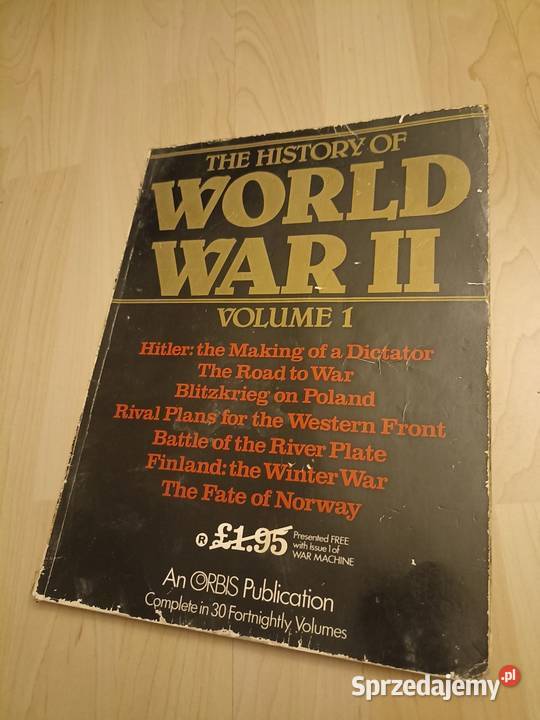 THE HISTORY OF
WORLD
WAR II
VOLUME 1
Hitler: the Making of a Dictator
The Road to War
Blitzkrieg on Poland
Rival Plans for the Western Front
Battle of the River Plate
Finland: the Winter War
The Fate of Norway
® £1.95
Presented FREE
with Issue 1 of
WAR MACHINE
An ORBIS Publication
Complete in 30 Fortnightly Volumes
Sprzedajemy.pl